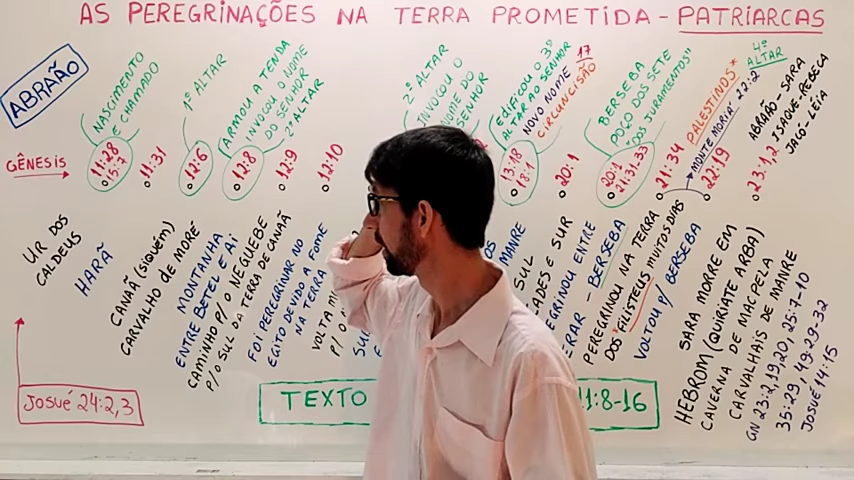 AS PEREGRINAÇÕES NA TERRA PROMETIDA - PATRIARCAS
ABRAÃO
NASCIMENTO
E CHAMADO
1º ALTAR
ARMOU A TENDA
INVOCOU O NOME
DO SENHOR
2º ALTAR
2º ALTAR
INVOCOU O
NOME DO
SENHOR
EDIFICOU O 3º
ALTAR AO SENHOR
NOVO NOME 17
CIRCUNCISÃO
BERSEBA
POÇO DOS SETE
DOS JURAMENTOS"
PALESTINOS*
"MONTE MORIÁ" 22:2
4º
ALTAR
ABRAÃO - SARA
ISAQUE - REBECA
JACÓ - LÉIA
GÊNESIS
11:28
15:7
11:31
12:6
12:8
12:9
12:10
13:18
18:1
20:1
20:1
21:31.33
21:34
22:19
23:1,2
UR DOS
CALDEUS
HARÃ
CANAÃ (SIQUÉM)
CARVALHO DE MORÉ
MONTANHA
ENTRE BETEL E AI
CAMINHO P/ O NEGUEBE
P/ O SUL DA TERRA DE CANAÃ
FOI PEREGRINAR NO
EGITO DEVIDO A FOME
NA TERRA
VOLTA
P/ O
MANRE
SUL
E SUR
ENTRE
- BERSEBA
PEREGRINOU NA TERRA
DOS FILISTEUS MUITOS DIAS
VOLTOU P/ BERSEBA
SARA MORRE EM
HEBROM (QUIRIATE ARBA)
CAVERNA DE MACPELA
CARVALHAIS DE MANRE
GN 23:2,19,20, 25:7-10
35:29, 49:29-32
JOSUÉ 14:15
JOSUÉ 24:2,3
TEXTO
11:8-16